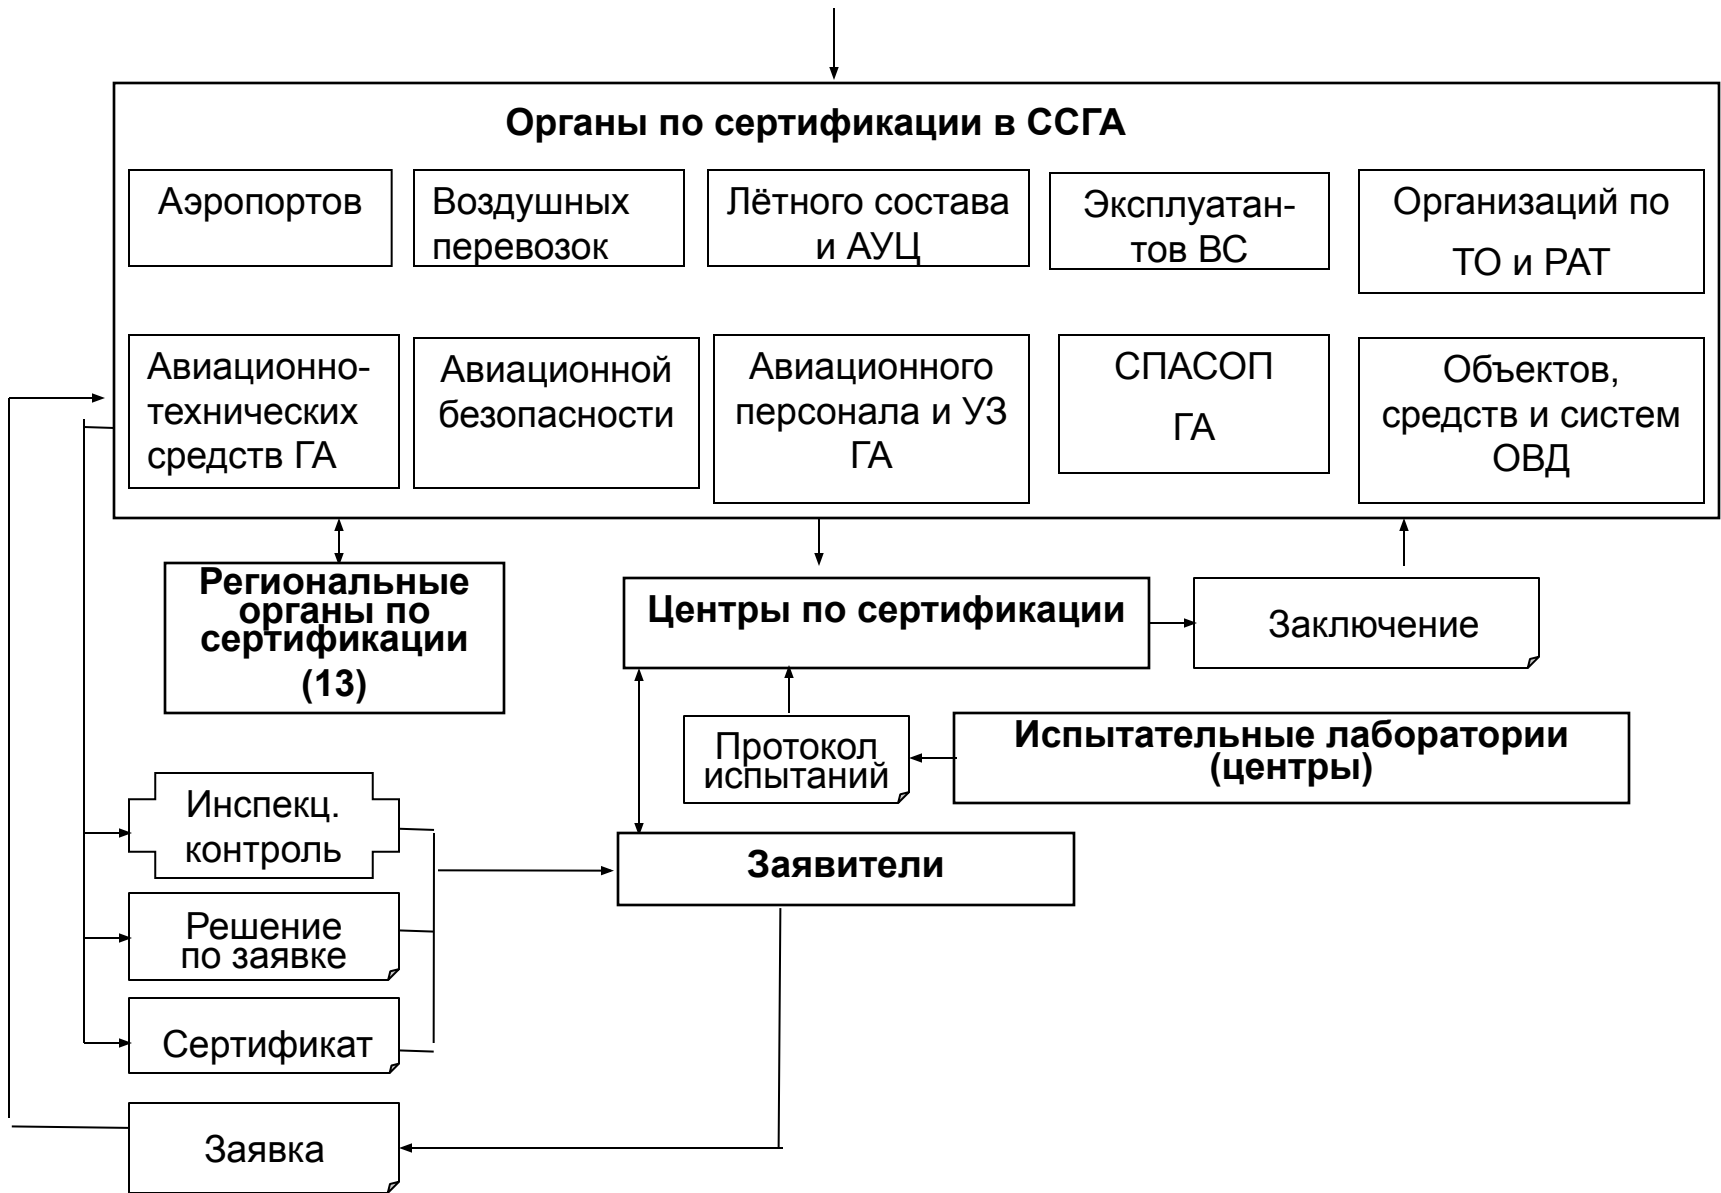 Органы по сертификации в ССГА
Аэропортов
Воздушных
перевозок
Лётного состава
и АУЦ
Эксплуатан-
тов ВС
Организаций по
ТО и РАТ
Авиационно-
технических
средств ГА
Авиационной
безопасности
Авиационного
персонала и УЗ
ГА
СПАСОП
ГА
Объектов,
средств и систем
ОВД
Региональные
органы по
сертификации
(13)
Центры по сертификации
Заключение
Протокол
испытаний
Испытательные лаборатории
(центры)
Инспекц.
контроль
Заявители
Решение
по заявке
Сертификат
Заявка